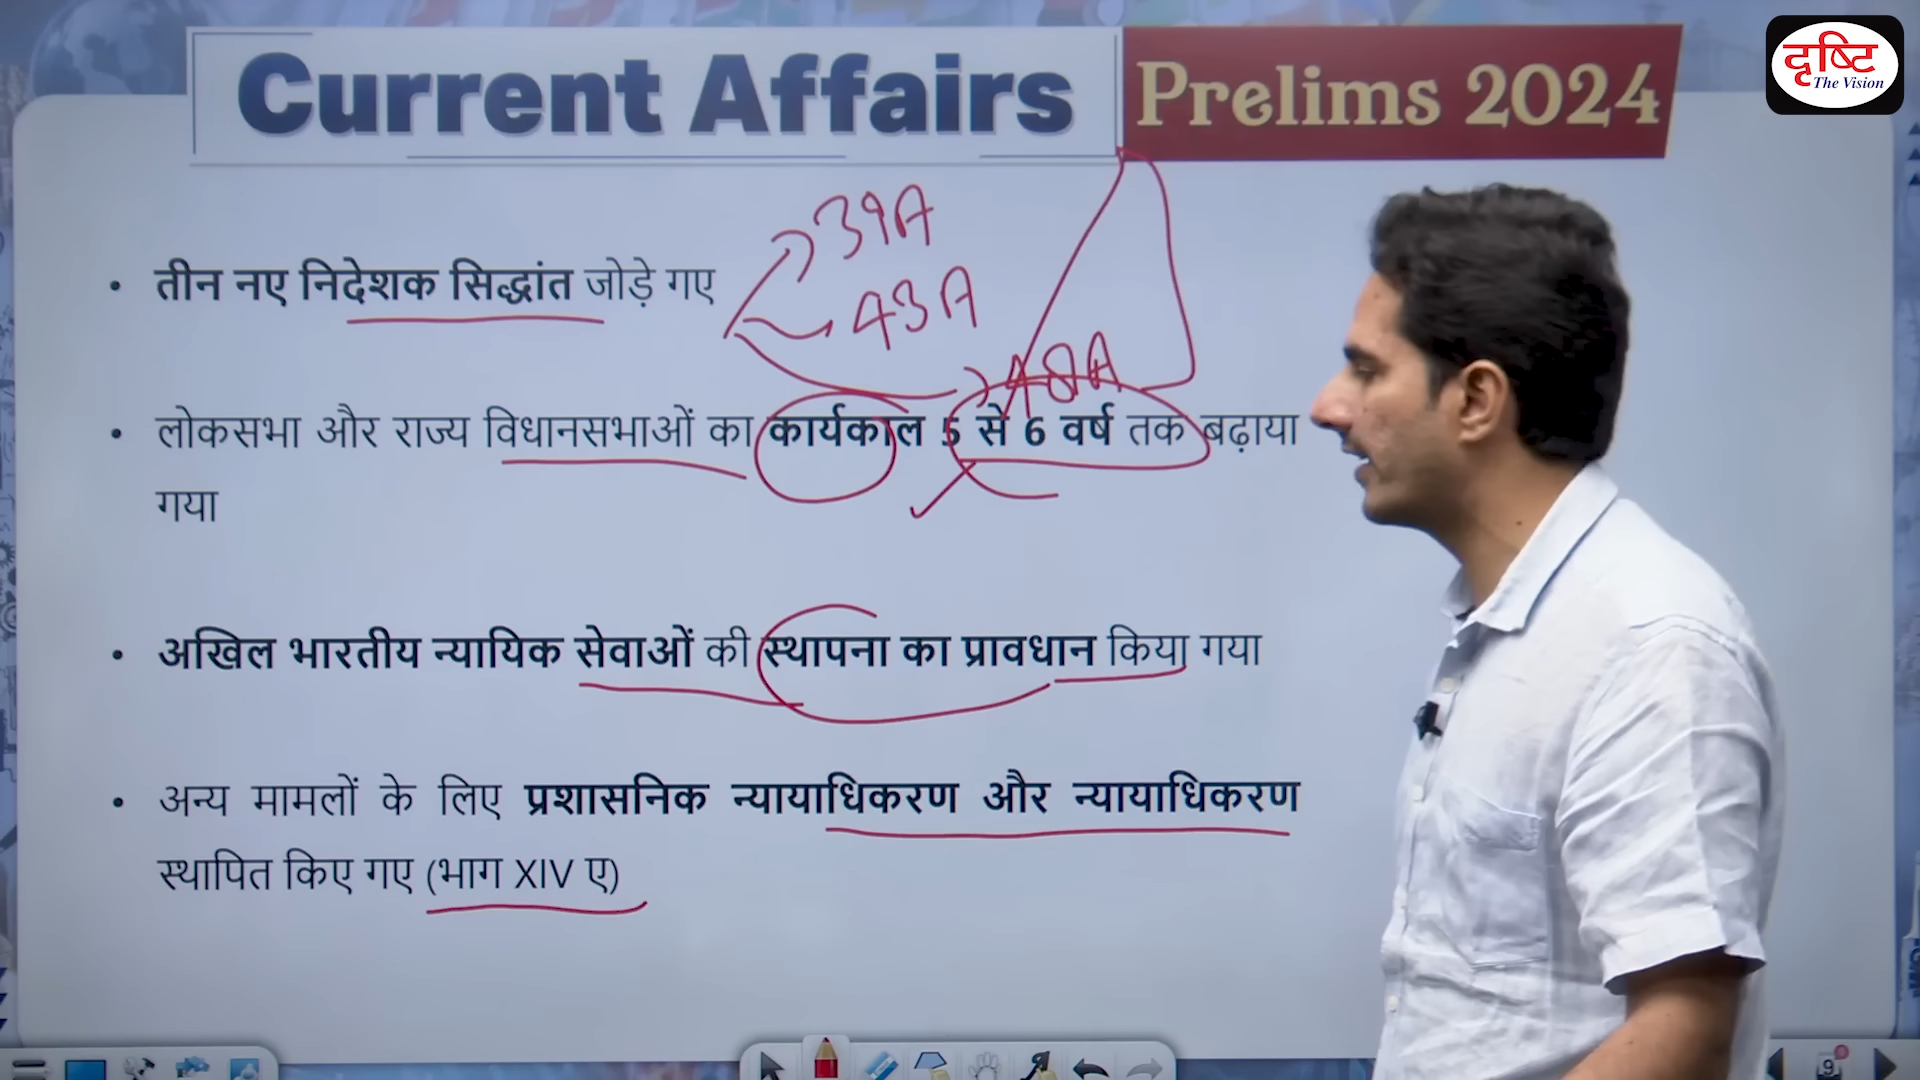 Current Affairs Prelims 2024
दृष्टि
The Vision
39A
• तीन नए निदेशक सिद्धांत जोड़े गए
43A
48A
• लोकसभा और राज्य विधानसभाओं का कार्यकाल 5 से 6 वर्ष तक बढ़ाया
गया
• अखिल भारतीय न्यायिक सेवाओं की स्थापना का प्रावधान किया गया
• अन्य मामलों के लिए प्रशासनिक न्यायाधिकरण और न्यायाधिकरण
स्थापित किए गए (भाग XIV ए)
9